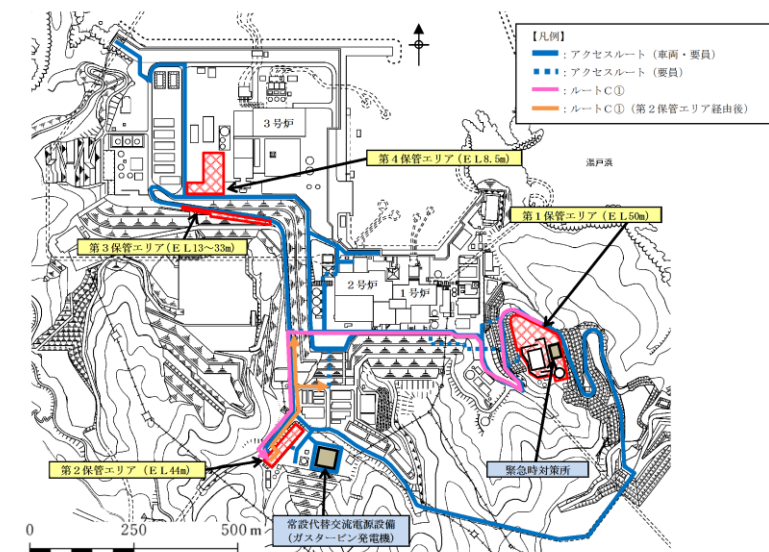 【凡例】
：アクセスルート（車両・要員）
：アクセスルート（要員）
：ルートC①
：ルートC①（第2保管エリア経由後）
3号炉
第4保管エリア（EL8.5m）
第1保管エリア（EL50m）
第3保管エリア（EL13～33m）
2号炉
1号炉
第2保管エリア（EL44m）
緊急時対策所
常設代替交流電源設備
（ガスタービン発電機）
0 250 500m